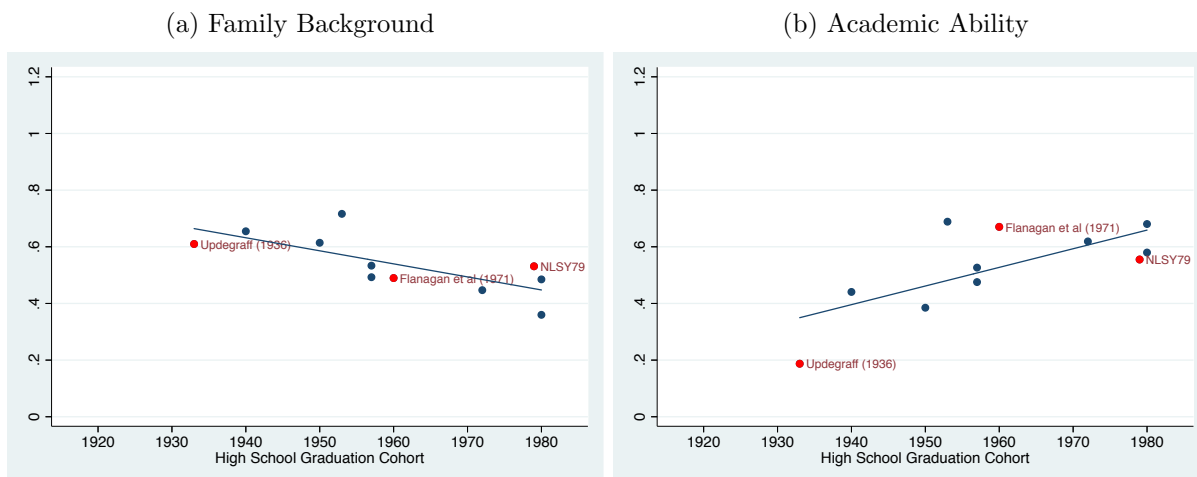 (a) Family Background
1.2
1
.8
.6
.4
.2
0
Updegraff (1936)
Flanagan et al (1971)
NLSY79
1920 1930 1940 1950 1960 1970 1980
High School Graduation Cohort
(b) Academic Ability
1.2
1
.8
.6
.4
.2
0
Flanagan et al (1971)
NLSY79
Updegraff (1936)
1920 1930 1940 1950 1960 1970 1980
High School Graduation Cohort